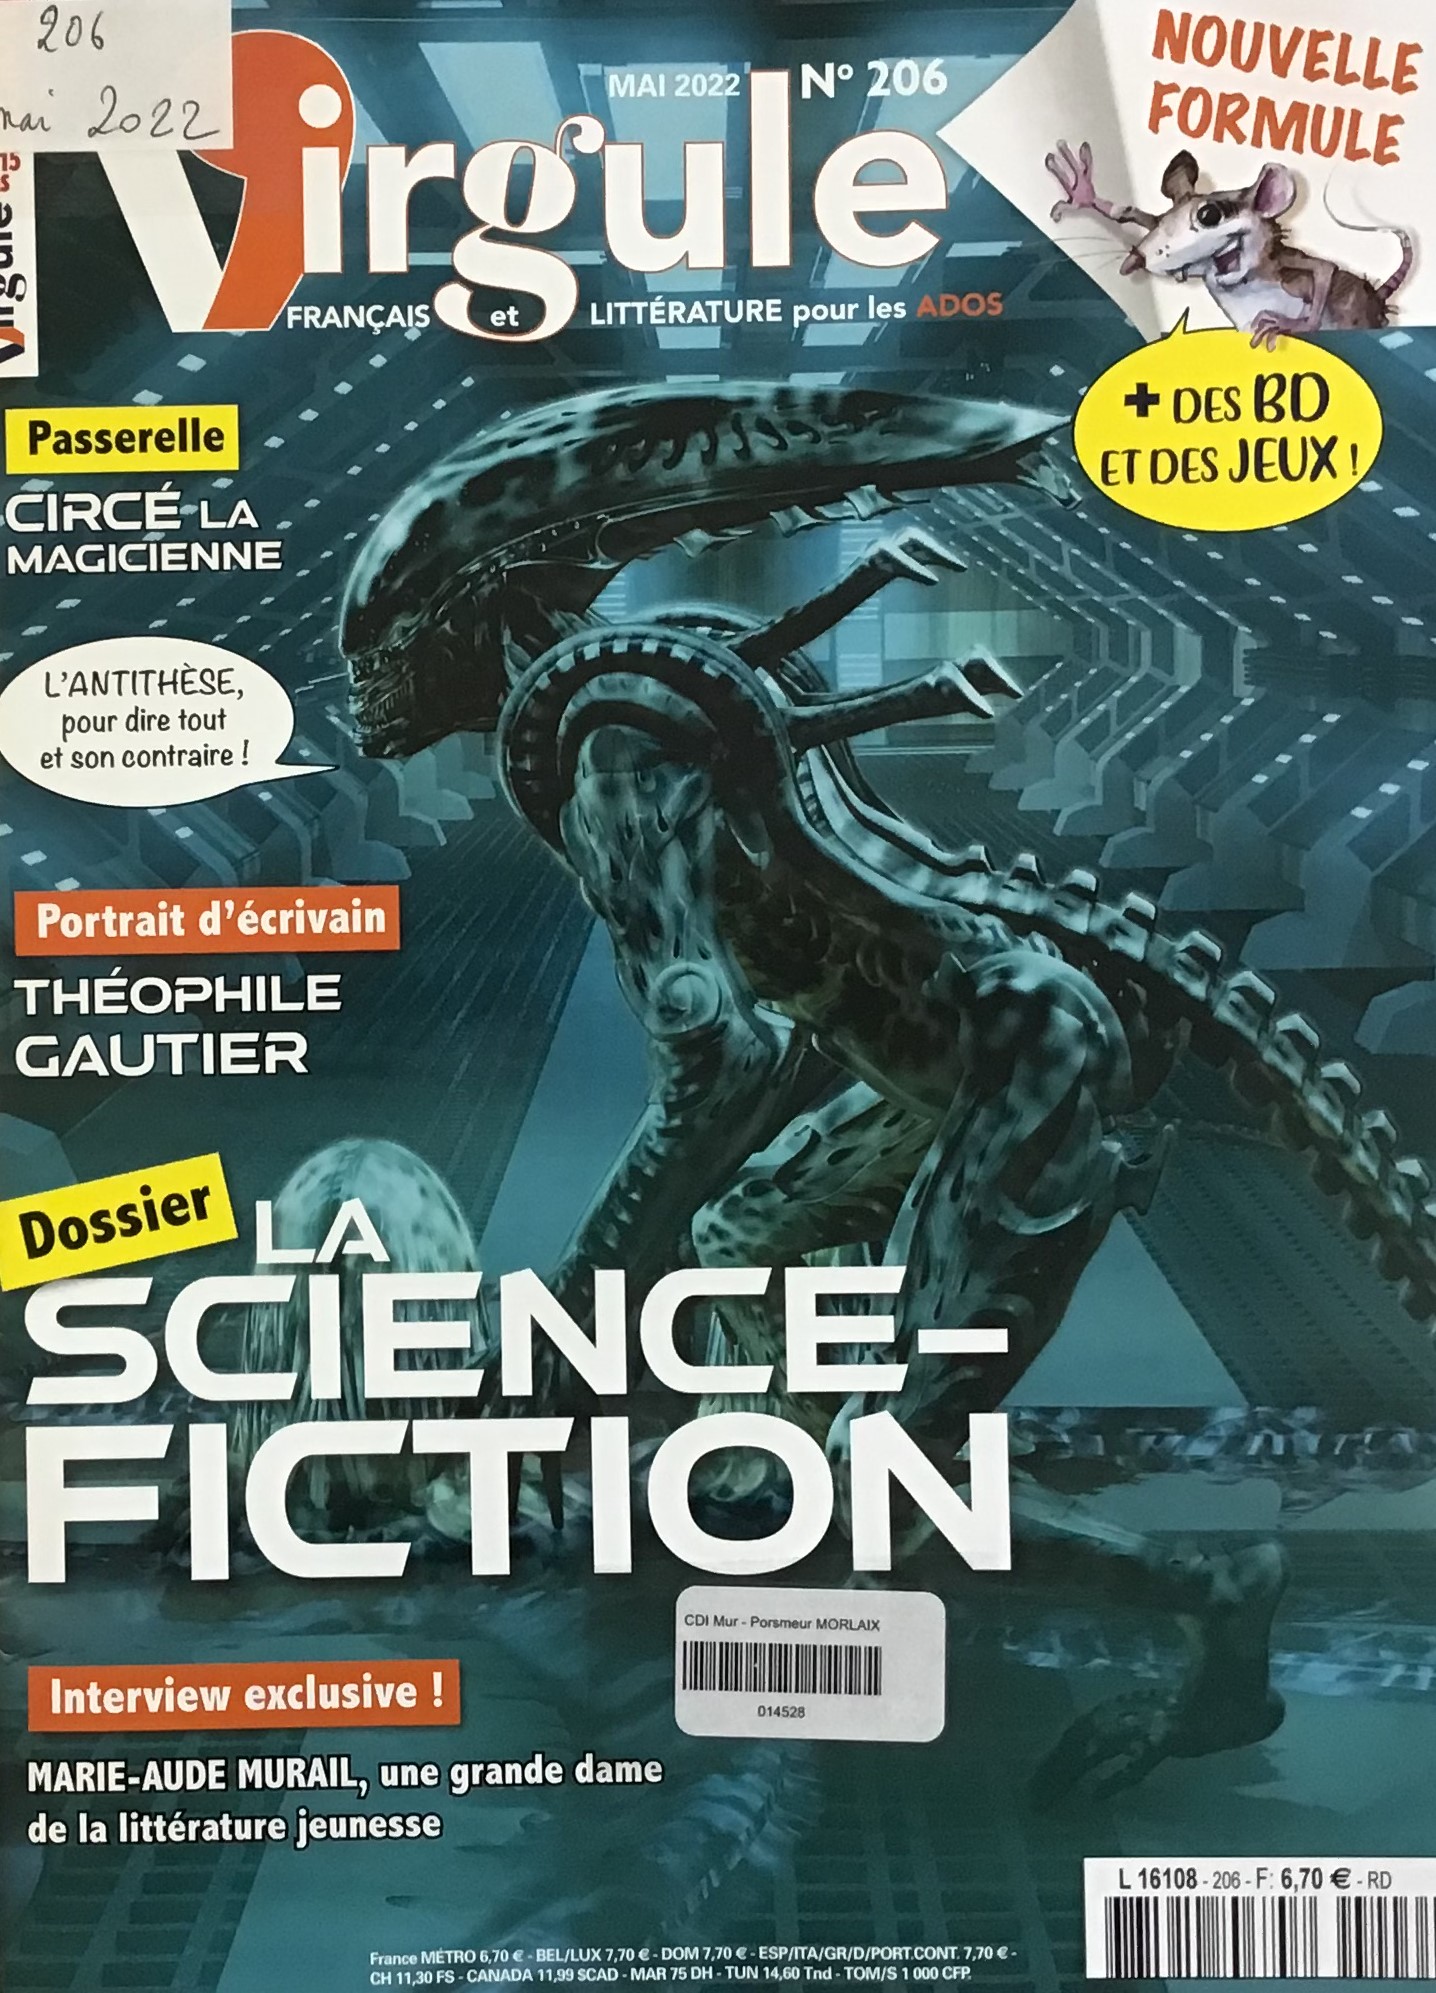 206
mai 2022
MAI 2022 N° 206
Virgule
FRANÇAIS et LITTÉRATURE pour les ADOS
NOUVELLE
FORMULE
+ DES BD
ET DES JEUX !
Passerelle
CIRCÉ LA
MAGICIENNE
L'ANTITHÈSE,
pour dire tout
et son contraire !
Portrait d'écrivain
THÉOPHILE
GAUTIER
Dossier
LA
SCIENCE-
FICTION
CDI Mur - Porsmeur MORLAIX
014528
Interview exclusive !
MARIE-AUDE MURAIL, une grande dame
de la littérature jeunesse
L 16108 - 206 - F: 6,70 € - RD
France MÉTRO 6,70 € - BEL/LUX 7,70 € - DOM 7,70 € - ESP/ITA/GR/D/PORT.CONT. 7,70 € -
CH 11,30 FS - CANADA 11,99 $CAD - MAR 75 DH - TUN 14,60 Tnd - TOM/S 1 000 CFP.